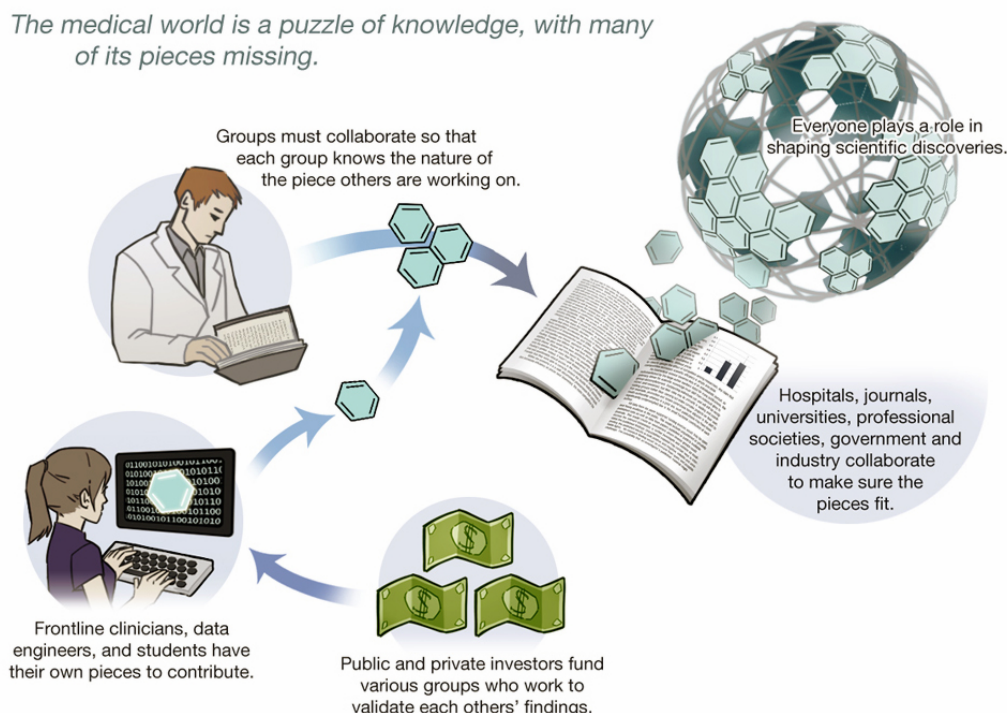 The medical world is a puzzle of knowledge, with many
of its pieces missing.
Groups must collaborate so that
each group knows the nature of
the piece others are working on.
Everyone plays a role in
shaping scientific discoveries.
Hospitals, journals,
universities, professional
societies, government and
industry collaborate
to make sure the
pieces fit.
Frontline clinicians, data
engineers, and students have
their own pieces to contribute.
Public and private investors fund
various groups who work to
validate each others' findings.